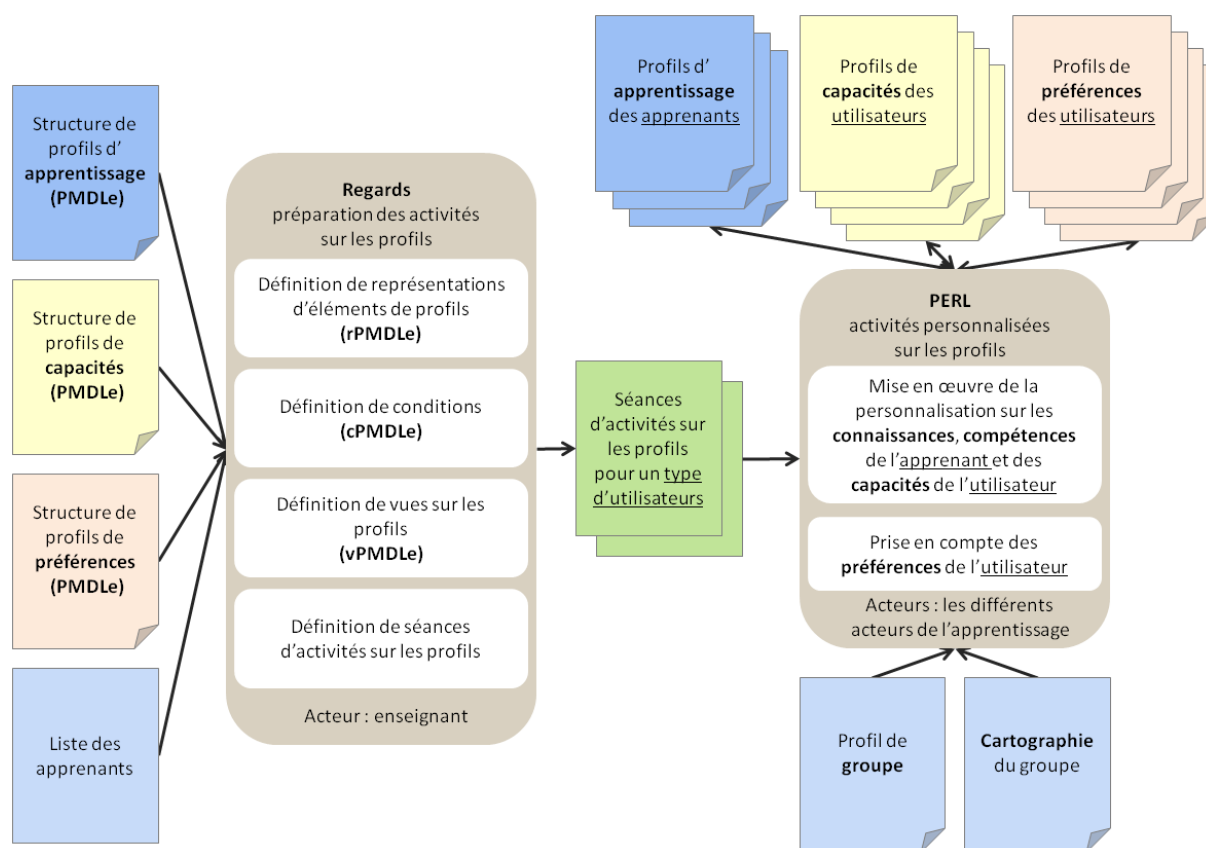 Structure de
profils d'
apprentissage
(PMDLe)
Structure de
profils de
capacités
(PMDLe)
Structure de
profils de
préférences
(PMDLe)
Liste des
apprenants
Regards
préparation des activités
sur les profils
Définition de représentations
d'éléments de profils
(rPMDLe)
Définition de conditions
(cPMDLe)
Définition de vues sur les
profils
(vPMDLe)
Définition de séances
d'activités sur les profils
Acteur : enseignant
Séances
d'activités sur
les profils
pour un type
d'utilisateurs
Profils d'
apprentissage
des apprenants
Profils de
capacités des
utilisateurs
Profils de
préférences
des utilisateurs
PERL
activités personnalisées
sur les profils
Mise en œuvre de la
personnalisation sur les
connaissances, compétences
de l'apprenant et des
capacités de l'utilisateur
Prise en compte des
préférences de l'utilisateur
Acteurs : les différents
acteurs de l'apprentissage
Profil de
groupe
Cartographie
du groupe